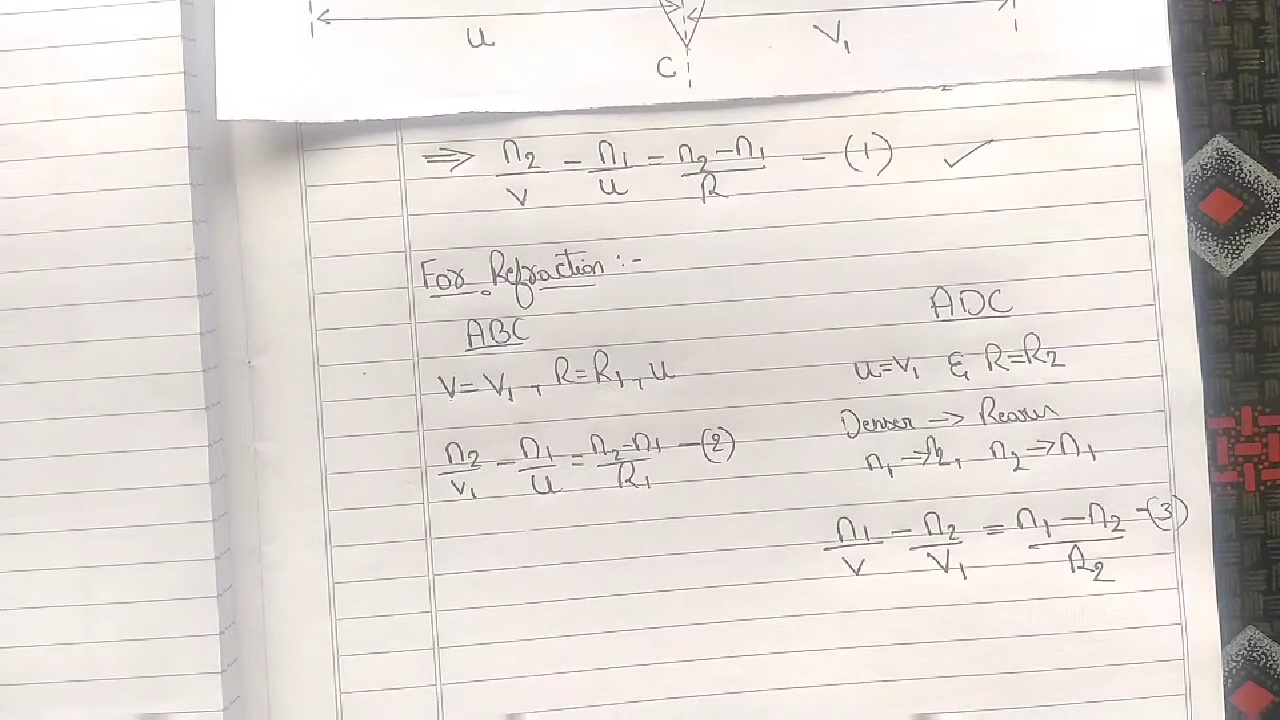 u V₁
C
⇒ n₂/v - n₁/u = n₂-n₁/R - (1) ✓
For Refraction :-
ABC
V = V₁, R = R₁, u
n₂/v₁ - n₁/u = n₂-n₁/R₁ - (2)
ADC
u = v₁ & R = R₂
Denser → Rearer
n₁ → n₂, n₂ → n₁
n₁/v - n₂/V₁ = n₁-n₂/R₂ - (3)